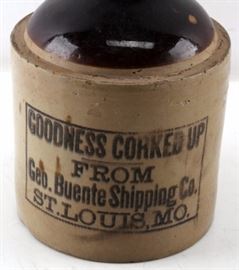 GOODNESS CORKED UP
FROM
Geo. Buente Shipping Co.
ST. LOUIS, MO.